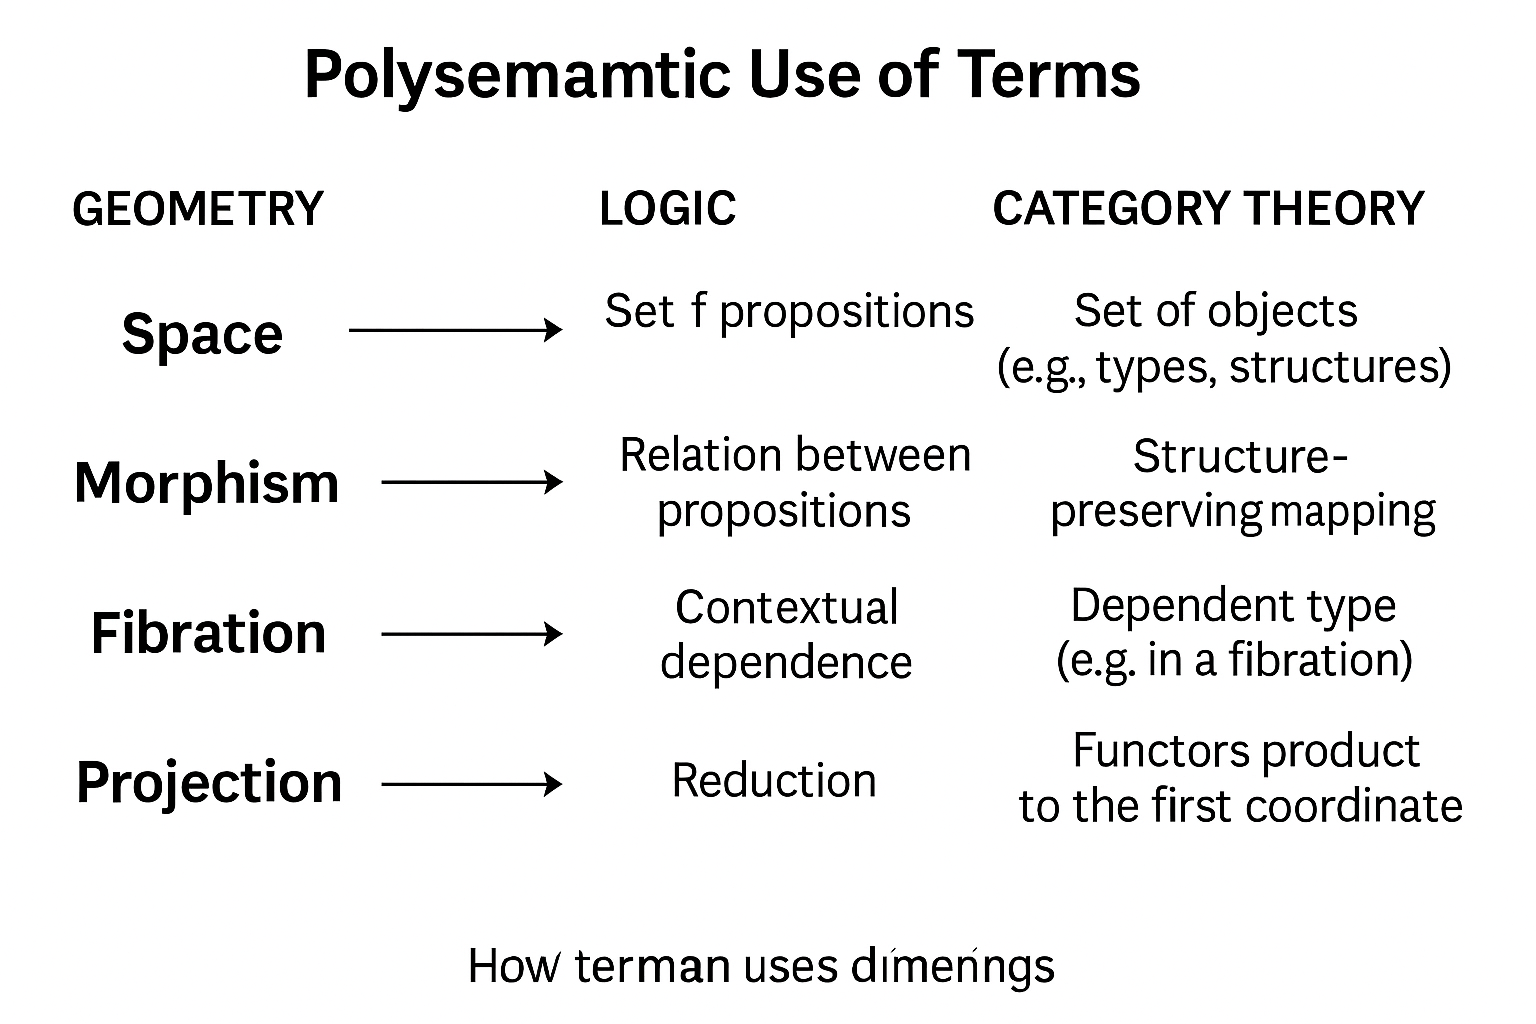 Polysemamtic Use of Terms
GEOMETRY LOGIC CATEGORY THEORY
Space Set f propositions Set of objects
(e.g., types, structures)
Morphism Relation between
propositions Structure-
preserving mapping
Fibration Contextual
dependence Dependent type
(e.g. in a fibration)
Projection Reduction Functors product
to the first coordinate
How terman uses